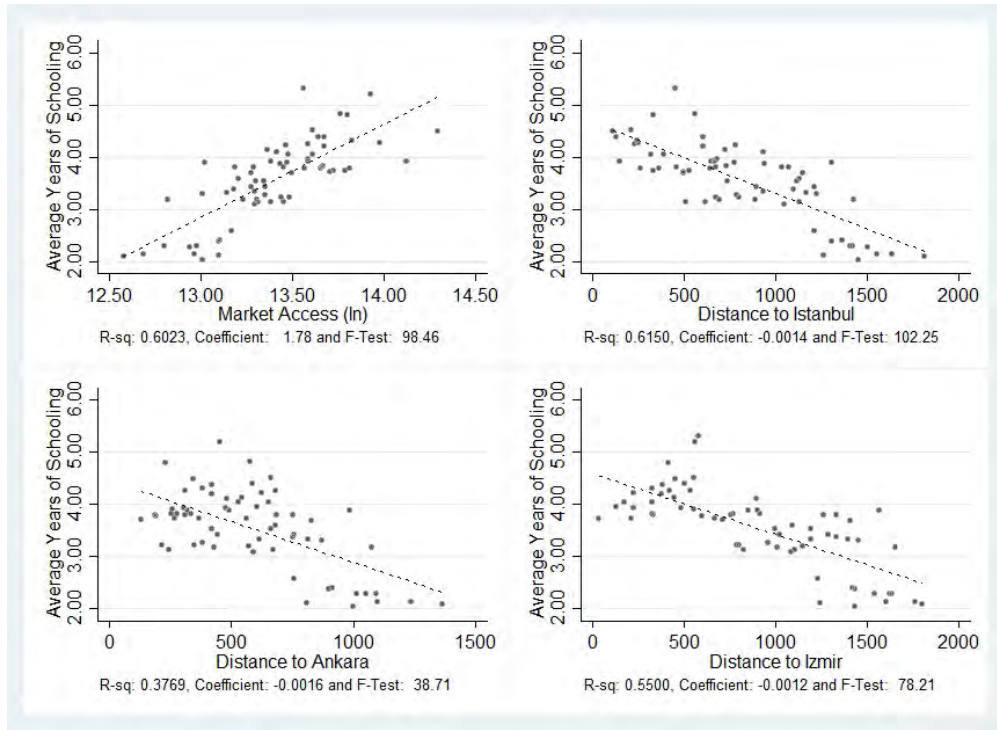 Average Years of Schooling
6.00
5.00
4.00
3.00
2.00
12.50 13.00 13.50 14.00 14.50
Market Access (ln)
R-sq: 0.6023, Coefficient: 1.78 and F-Test: 98.46
Average Years of Schooling
6.00
5.00
4.00
3.00
2.00
0 500 1000 1500 2000
Distance to Istanbul
R-sq: 0.6150, Coefficient: -0.0014 and F-Test: 102.25
Average Years of Schooling
6.00
5.00
4.00
3.00
2.00
0 500 1000 1500
Distance to Ankara
R-sq: 0.3769, Coefficient: -0.0016 and F-Test: 38.71
Average Years of Schooling
6.00
5.00
4.00
3.00
2.00
0 500 1000 1500 2000
Distance to Izmir
R-sq: 0.5500, Coefficient: -0.0012 and F-Test: 78.21